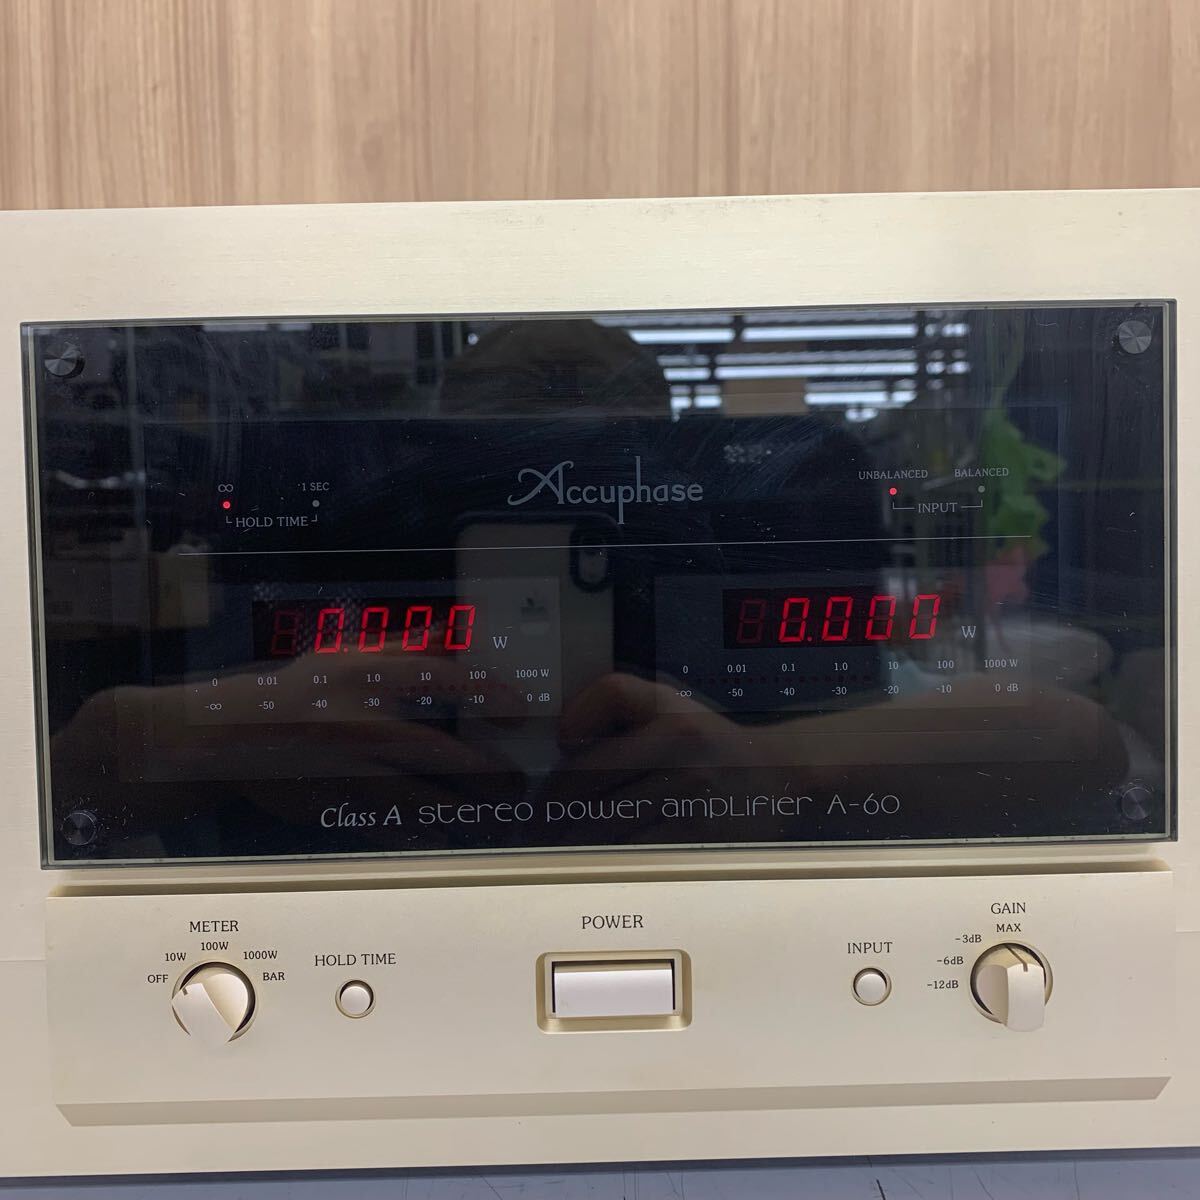 Accuphase
∞ 1 SEC
HOLD TIME
UNBALANCED BALANCED
INPUT
0.000 W
0 0.01 0.1 1.0 10 100 1000 W
-∞ -50 -40 -30 -20 -10 0 dB
0.000 W
0 0.01 0.1 1.0 10 100 1000 W
-∞ -50 -40 -30 -20 -10 0 dB
Class A stereo power amplifier A-60
METER
OFF 10W 100W 1000W BAR
HOLD TIME
POWER
INPUT
GAIN
MAX
-3dB
-6dB
-12dB